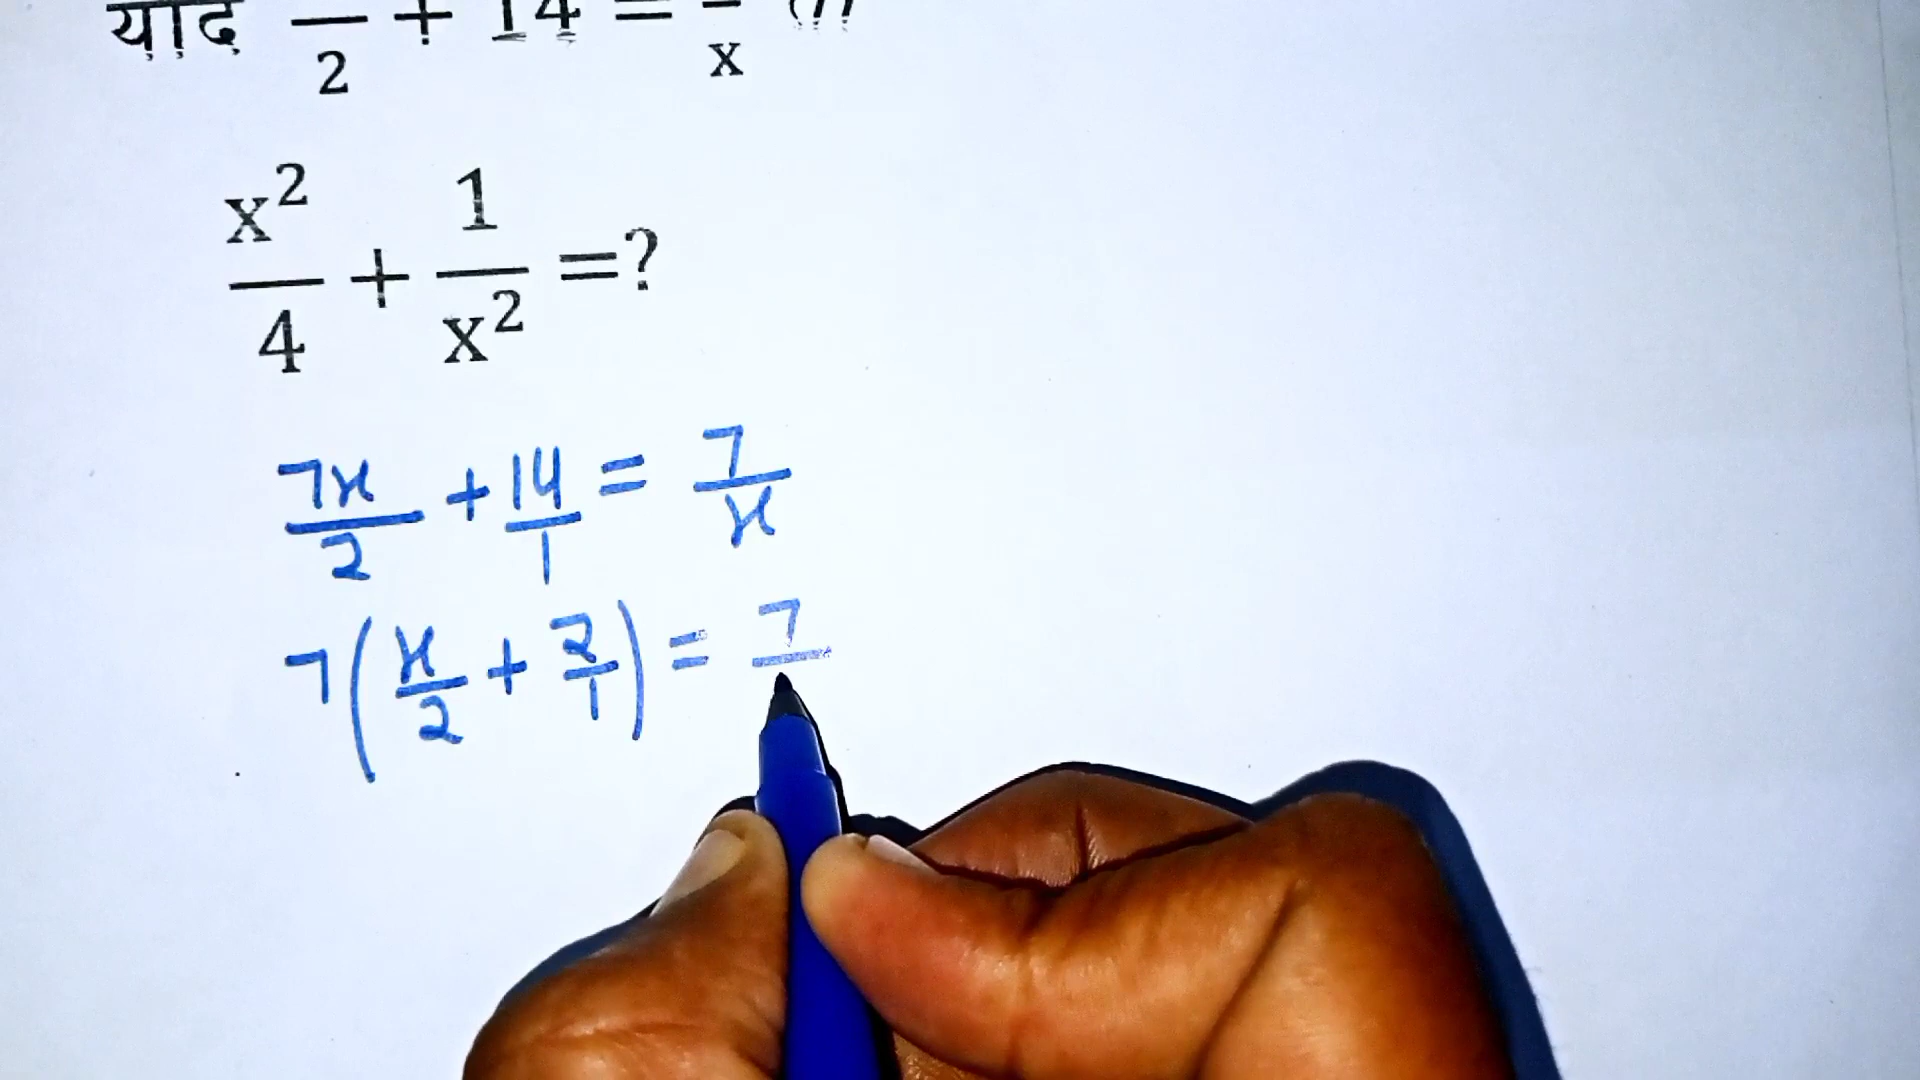 यदि /2 + 14 = /x तो
x²/4 + 1/x² =?
7x/2 + 14/1 = 7/x
7(x/2 + 2/1) = 7/